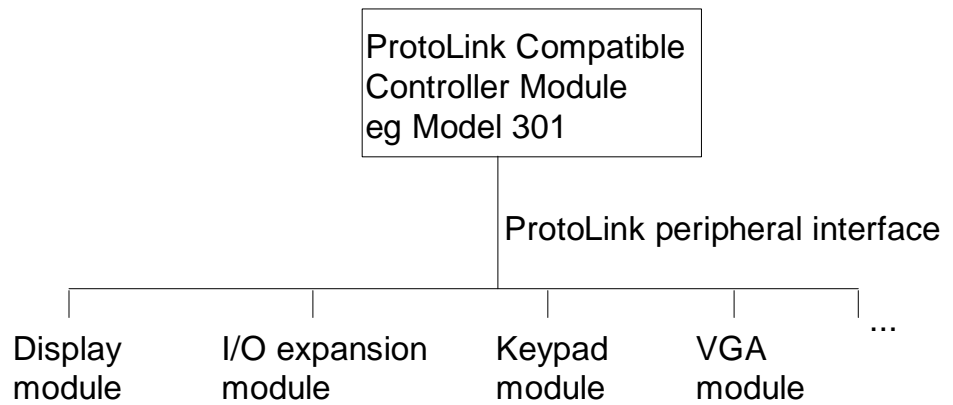 ProtoLink Compatible
Controller Module
eg Model 301
ProtoLink peripheral interface
...
Display
module
I/O expansion
module
Keypad
module
VGA
module